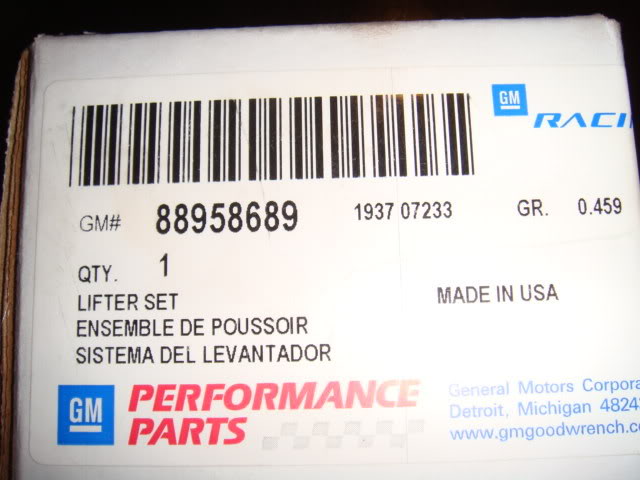 GM RACI
GM# 88958689 1937 07233 GR. 0.459
QTY. 1
LIFTER SET MADE IN USA
ENSEMBLE DE POUSSOIR
SISTEMA DEL LEVANTADOR
GM PERFORMANCE PARTS
General Motors Corpora
Detroit, Michigan 4824
www.gmgoodwrench.c